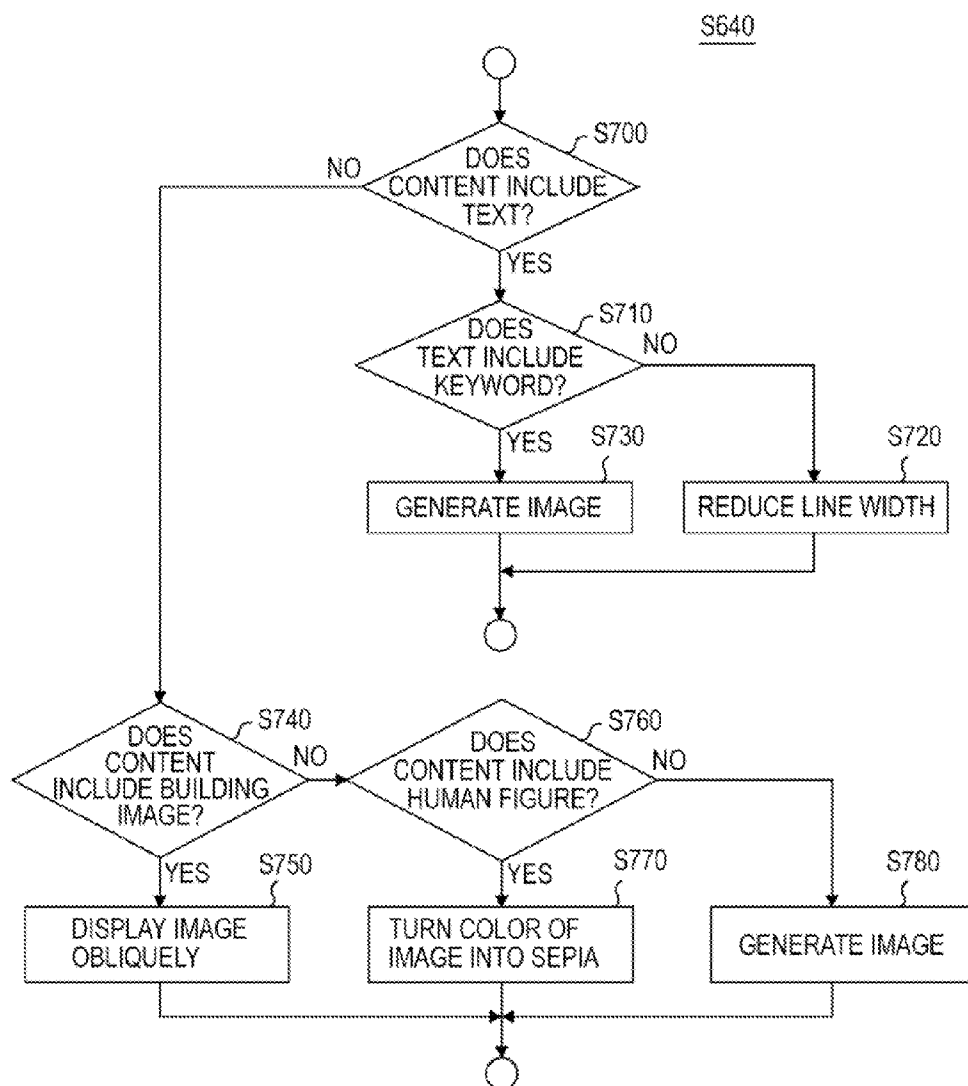 S640
S700
DOES
CONTENT INCLUDE
TEXT?
NO
YES
S710
DOES
TEXT INCLUDE
KEYWORD?
NO
YES
S730
GENERATE IMAGE
S720
REDUCE LINE WIDTH
S740
DOES
CONTENT
INCLUDE BUILDING
IMAGE?
NO
YES
S760
DOES
CONTENT INCLUDE
HUMAN FIGURE?
NO
YES
S750
DISPLAY IMAGE
OBLIQUELY
S770
TURN COLOR OF
IMAGE INTO SEPIA
S780
GENERATE IMAGE